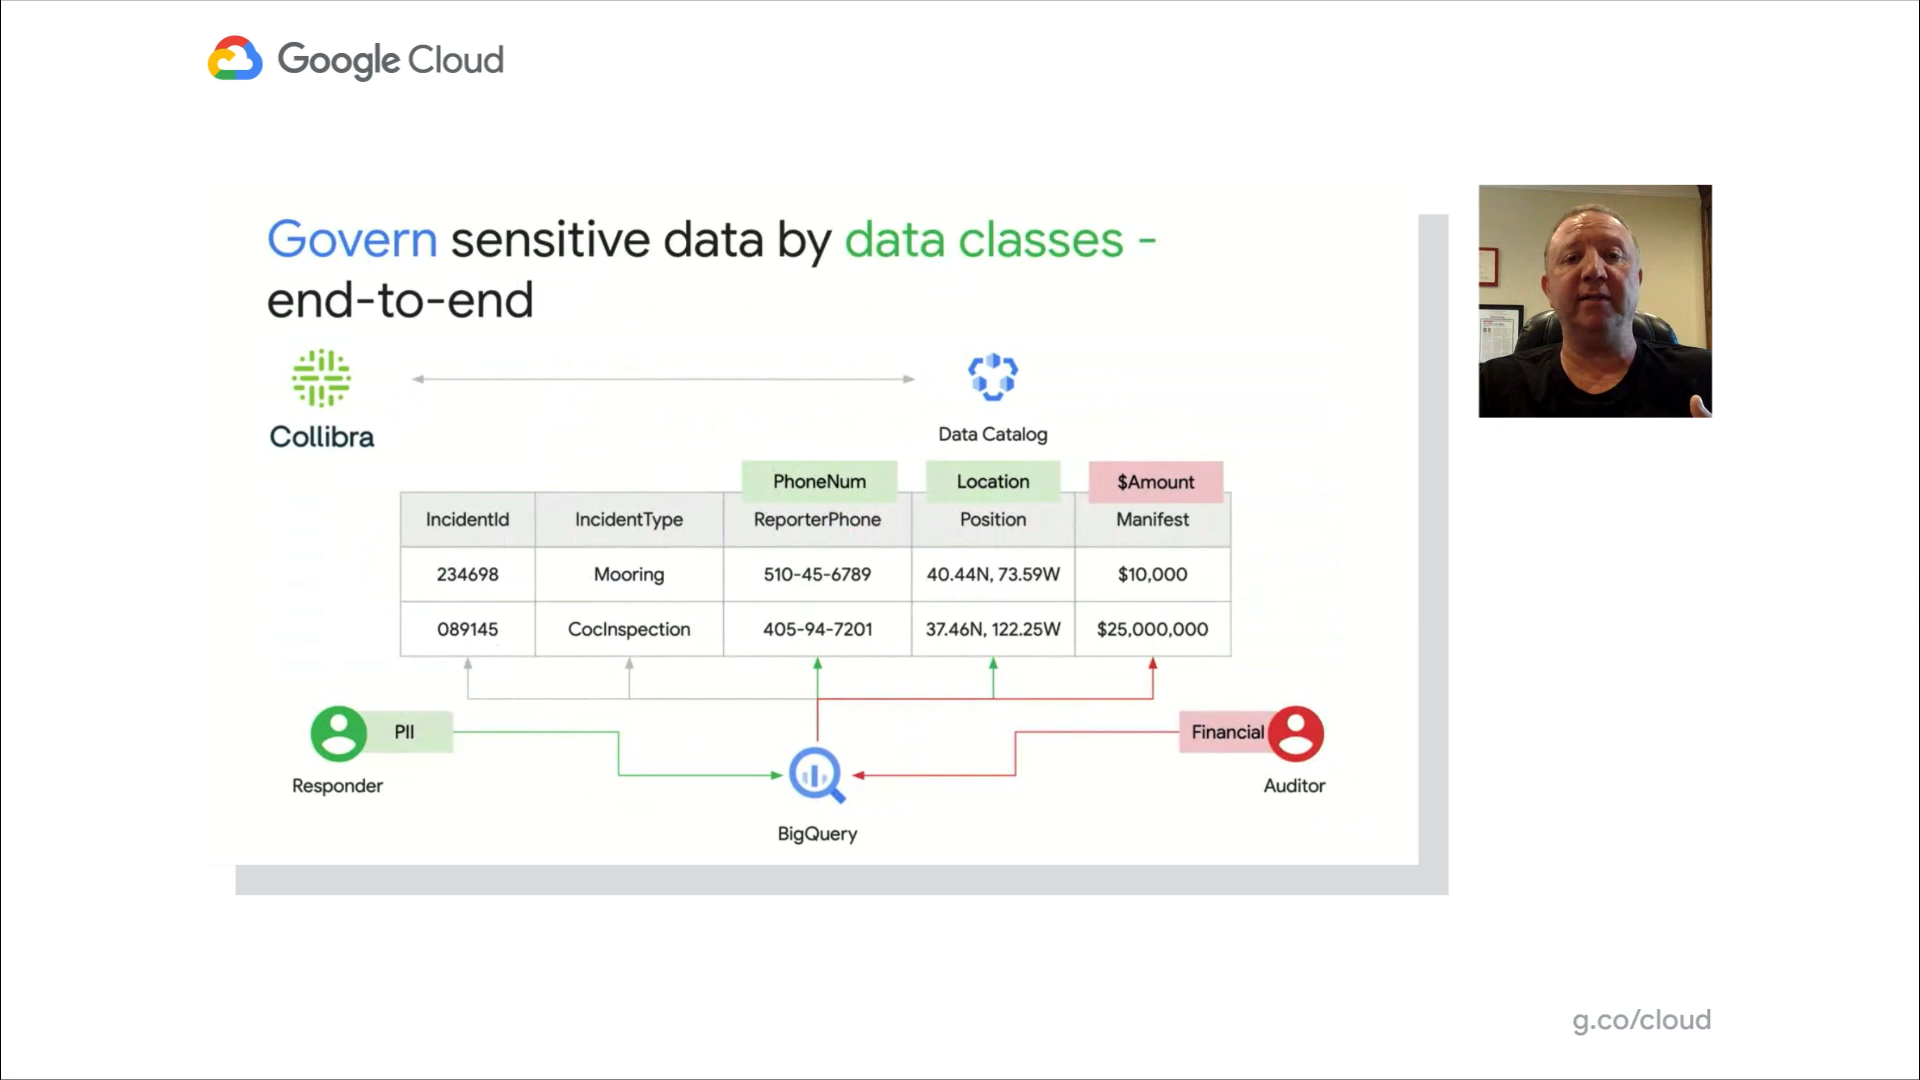 Google Cloud
Govern sensitive data by data classes -
end-to-end
Collibra
Data Catalog
PhoneNum
Location
$Amount
IncidentId
IncidentType
ReporterPhone
Position
Manifest
234698
Mooring
510-45-6789
40.44N, 73.59W
$10,000
089145
CocInspection
405-94-7201
37.46N, 122.25W
$25,000,000
PII
Responder
Financial
Auditor
BigQuery
g.co/cloud